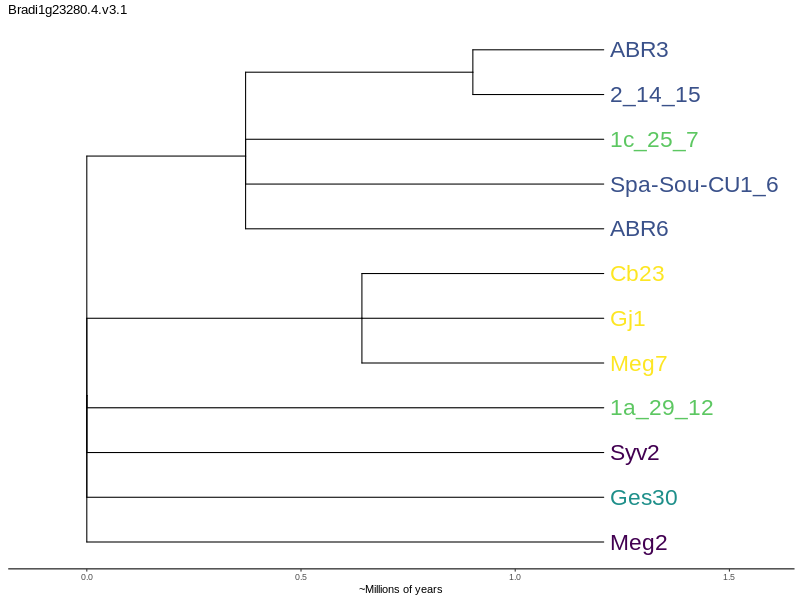 Bradi1g23280.4.v3.1
ABR3
2_14_15
1c_25_7
Spa-Sou-CU1_6
ABR6
Cb23
Gj1
Meg7
1a_29_12
Syv2
Ges30
Meg2
0.0 0.5 1.0 1.5
~Millions of years